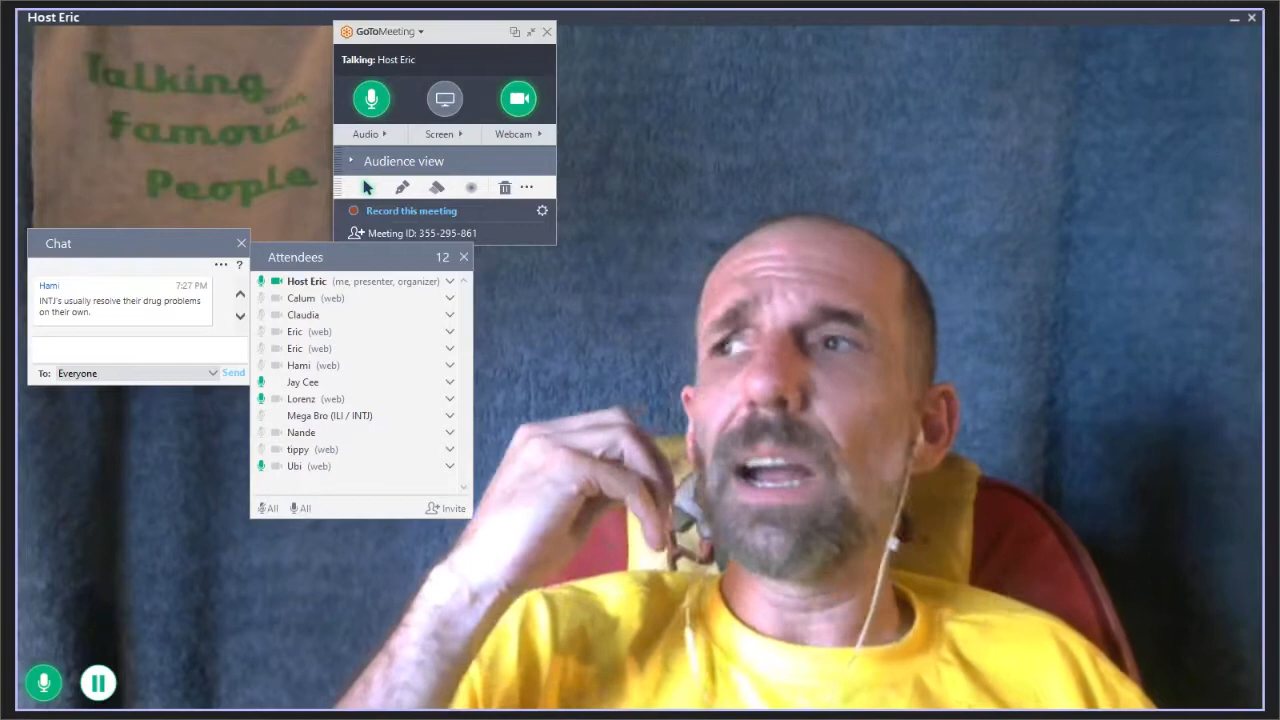 Host Eric
Talking
with
famous
People
GoToMeeting
Talking: Host Eric
Audio
Screen
Webcam
Audience view
Record this meeting
Meeting ID: 355-295-861
Chat
?
Hami 7:27 PM
INTJ's usually resolve their drug problems
on their own.
To: Everyone Send
Attendees 12
Host Eric (me, presenter, organizer)
Calum (web)
Claudia
Eric (web)
Eric (web)
Hami (web)
Jay Cee
Lorenz (web)
Mega Bro (ILI / INTJ)
Nande
tippy (web)
Ubi (web)
All All Invite